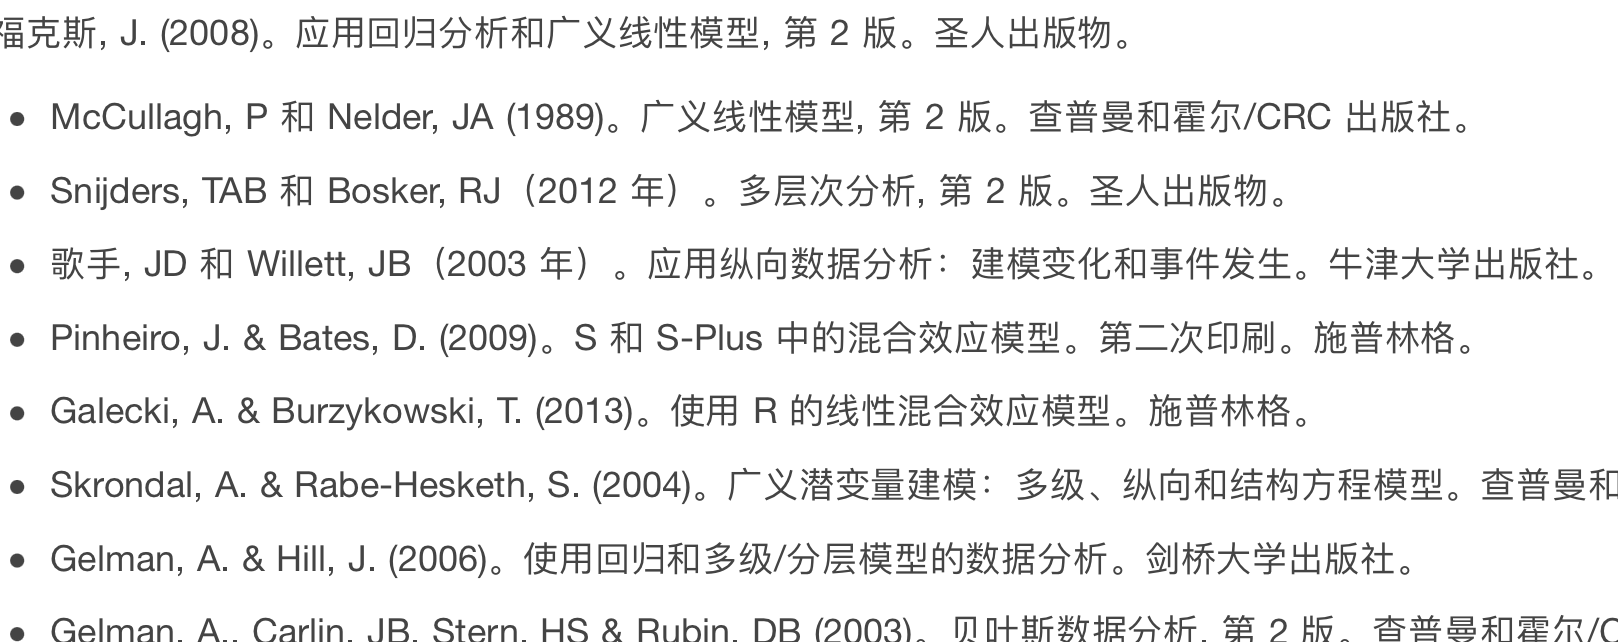 福克斯, J. (2008)。应用回归分析和广义线性模型, 第 2 版。圣人出版物。
● McCullagh, P 和 Nelder, JA (1989)。广义线性模型, 第 2 版。查普曼和霍尔/CRC 出版社。
● Snijders, TAB 和 Bosker, RJ（2012 年）。多层次分析, 第 2 版。圣人出版物。
● 歌手, JD 和 Willett, JB（2003 年）。应用纵向数据分析：建模变化和事件发生。牛津大学出版社。
● Pinheiro, J. & Bates, D. (2009)。S 和 S-Plus 中的混合效应模型。第二次印刷。施普林格。
● Galecki, A. & Burzykowski, T. (2013)。使用 R 的线性混合效应模型。施普林格。
● Skrondal, A. & Rabe-Hesketh, S. (2004)。广义潜变量建模：多级、纵向和结构方程模型。查普曼和
● Gelman, A. & Hill, J. (2006)。使用回归和多级/分层模型的数据分析。剑桥大学出版社。
● Gelman, A., Carlin, JB, Stern, HS & Rubin, DB (2003)。贝叶斯数据分析, 第 2 版。查普曼和霍尔/C